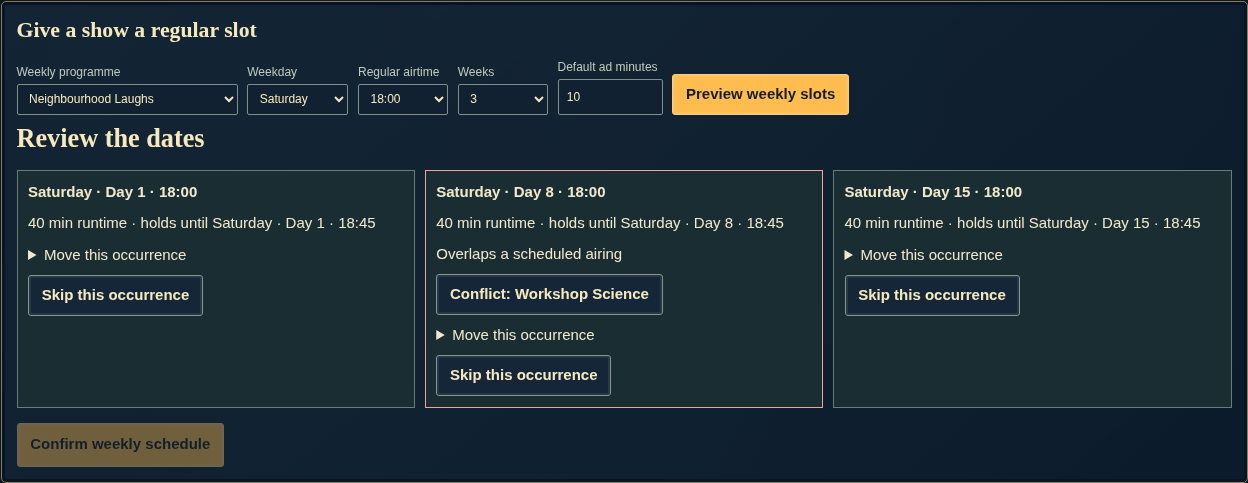 Give a show a regular slot
Weekly programme Weekday Regular airtime Weeks Default ad minutes
Neighbourhood Laughs Saturday 18:00 3 10 Preview weekly slots
Review the dates
Saturday · Day 1 · 18:00
40 min runtime · holds until Saturday · Day 1 · 18:45
Move this occurrence
Skip this occurrence
Saturday · Day 8 · 18:00
40 min runtime · holds until Saturday · Day 8 · 18:45
Overlaps a scheduled airing
Conflict: Workshop Science
Move this occurrence
Skip this occurrence
Saturday · Day 15 · 18:00
40 min runtime · holds until Saturday · Day 15 · 18:45
Move this occurrence
Skip this occurrence
Confirm weekly schedule